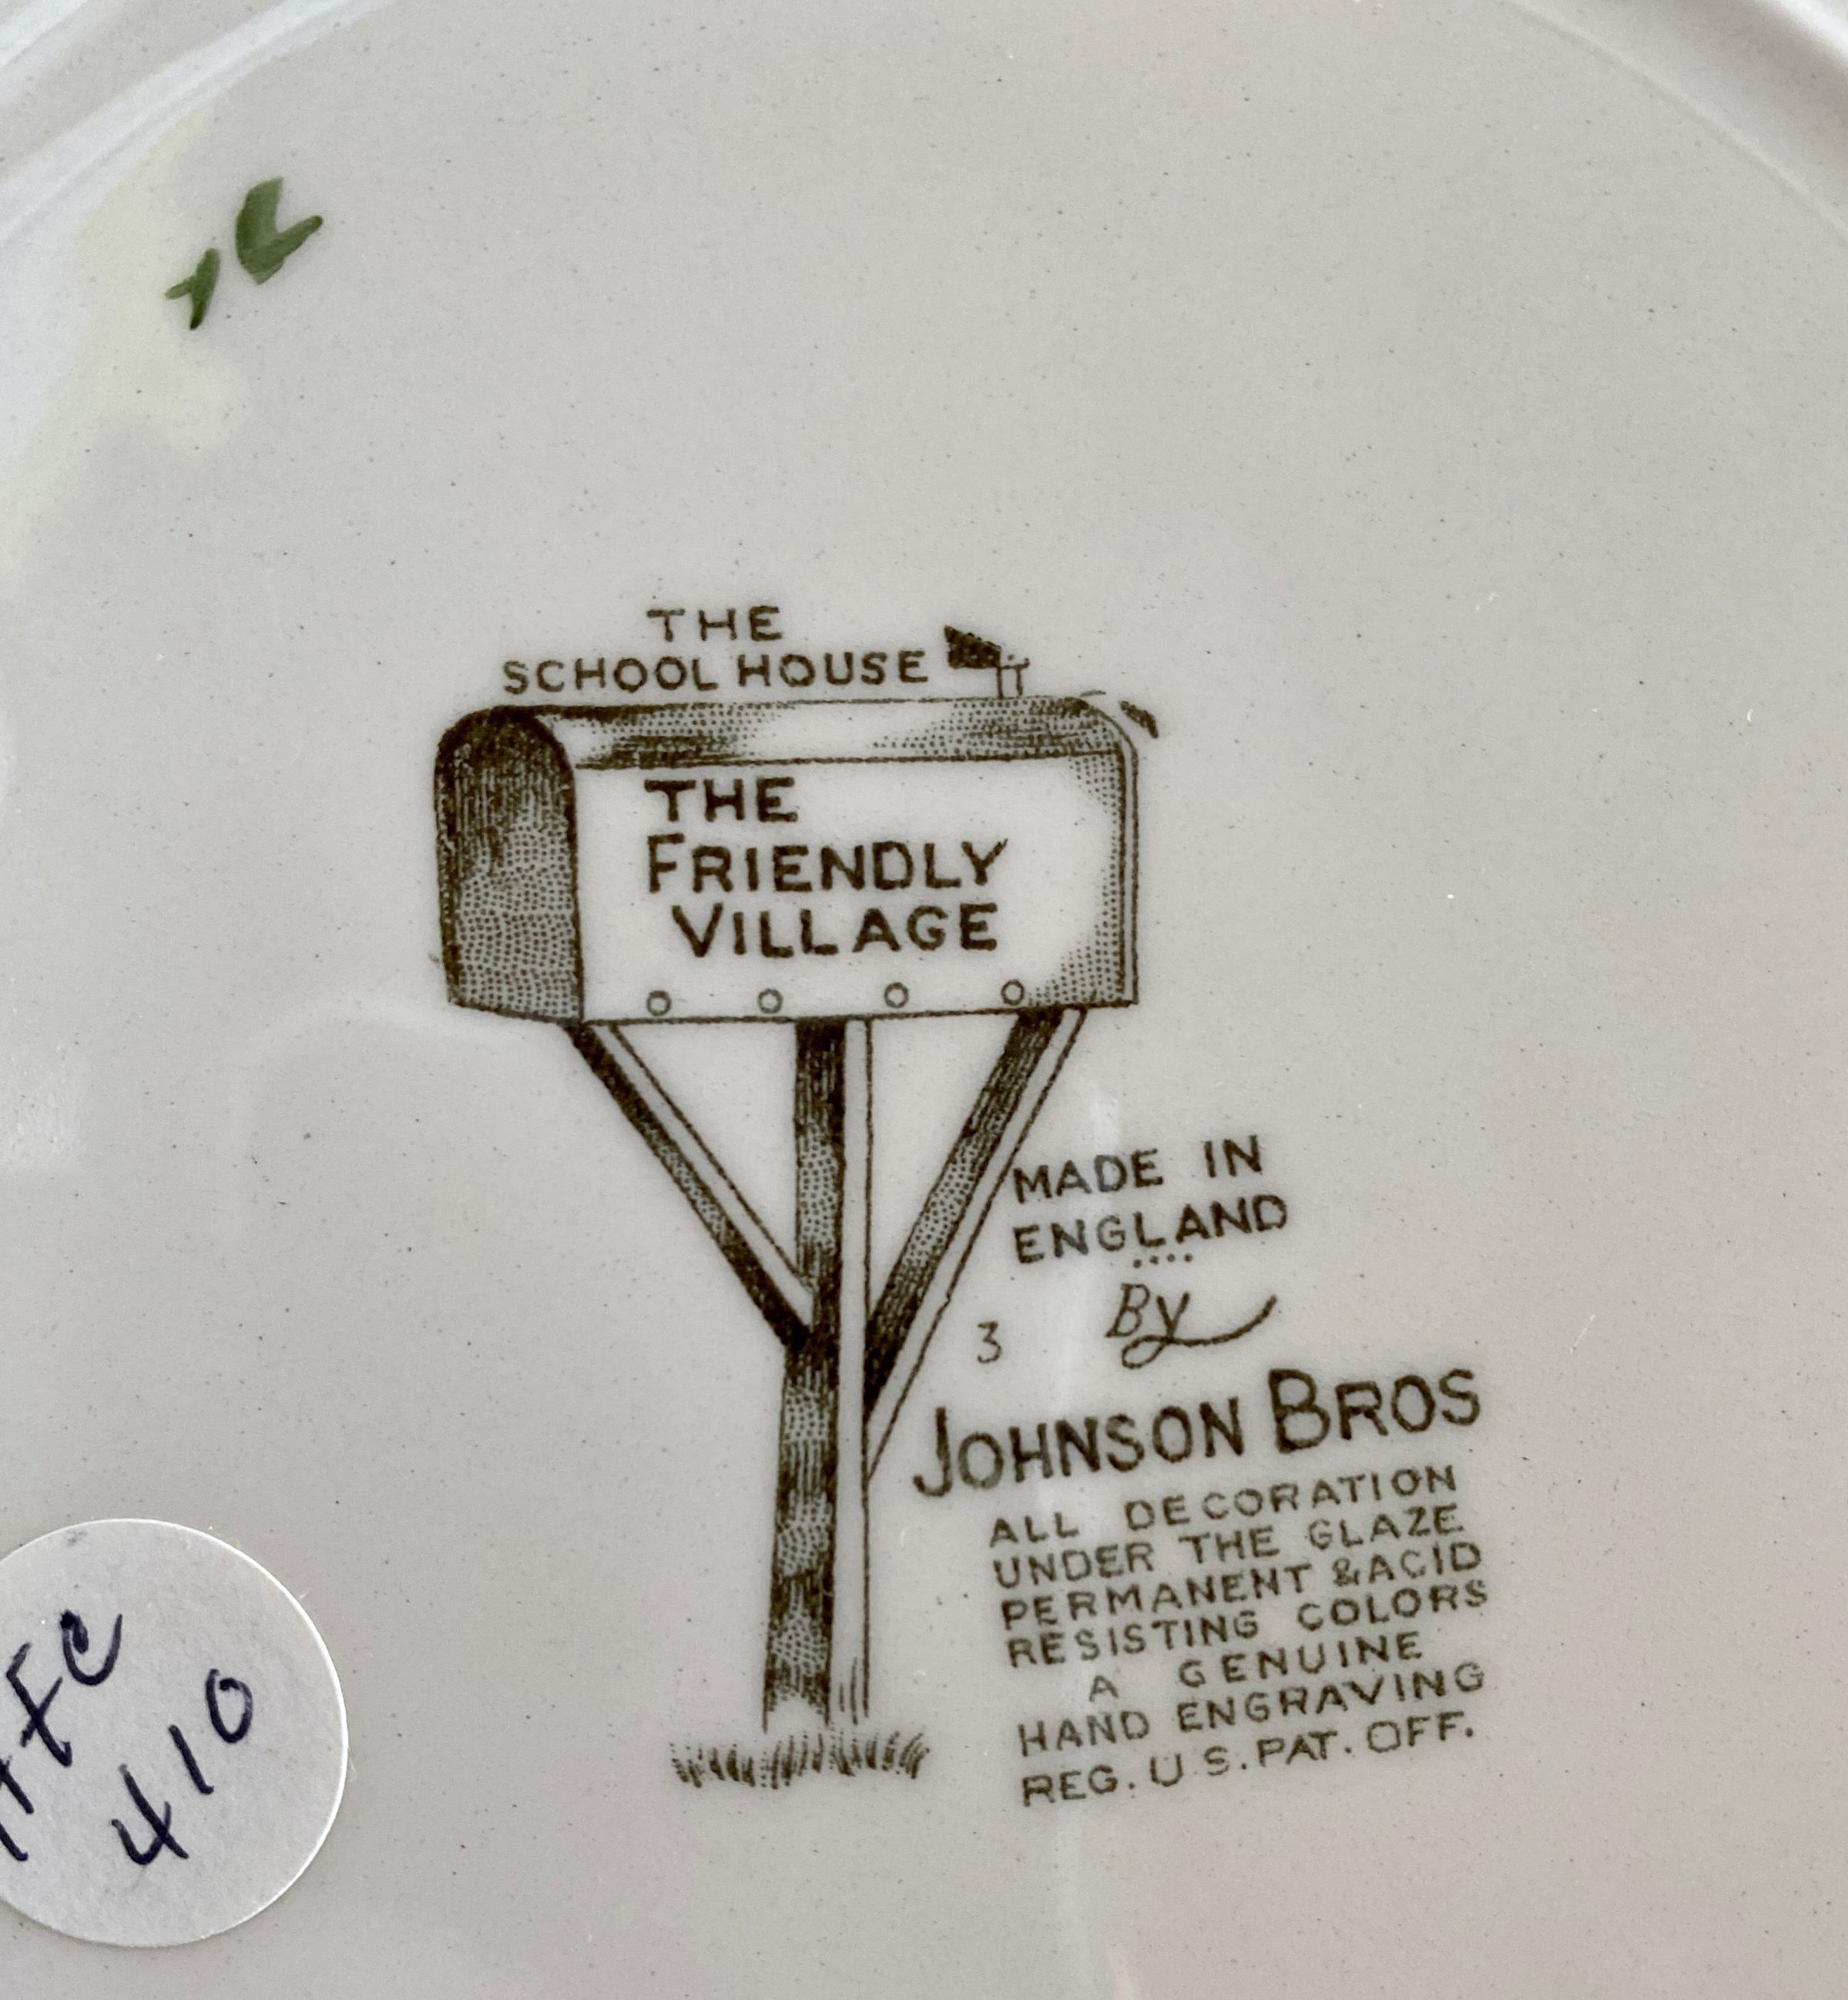 THE
SCHOOL HOUSE
THE
FRIENDLY
VILLAGE
MADE IN
ENGLAND
By
3
JOHNSON BROS
ALL DECORATION
UNDER THE GLAZE
PERMANENT & ACID
RESISTING COLORS
A GENUINE
HAND ENGRAVING
REG. U S. PAT. OFF.
410